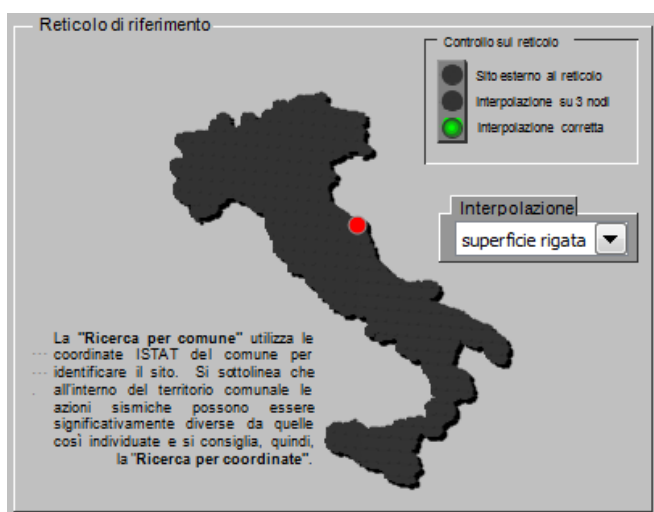 Reticolo di riferimento
Controllo sul reticolo
Sito esterno al reticolo
Interpolazione su 3 nodi
Interpolazione corretta
Interpolazione
superficie rigata
La "Ricerca per comune" utilizza le
coordinate ISTAT del comune per
identificare il sito. Si sottolinea che
all'interno del territorio comunale le
azioni sismiche possono essere
significativamente diverse da quelle
così individuate e si consiglia, quindi,
la "Ricerca per coordinate".